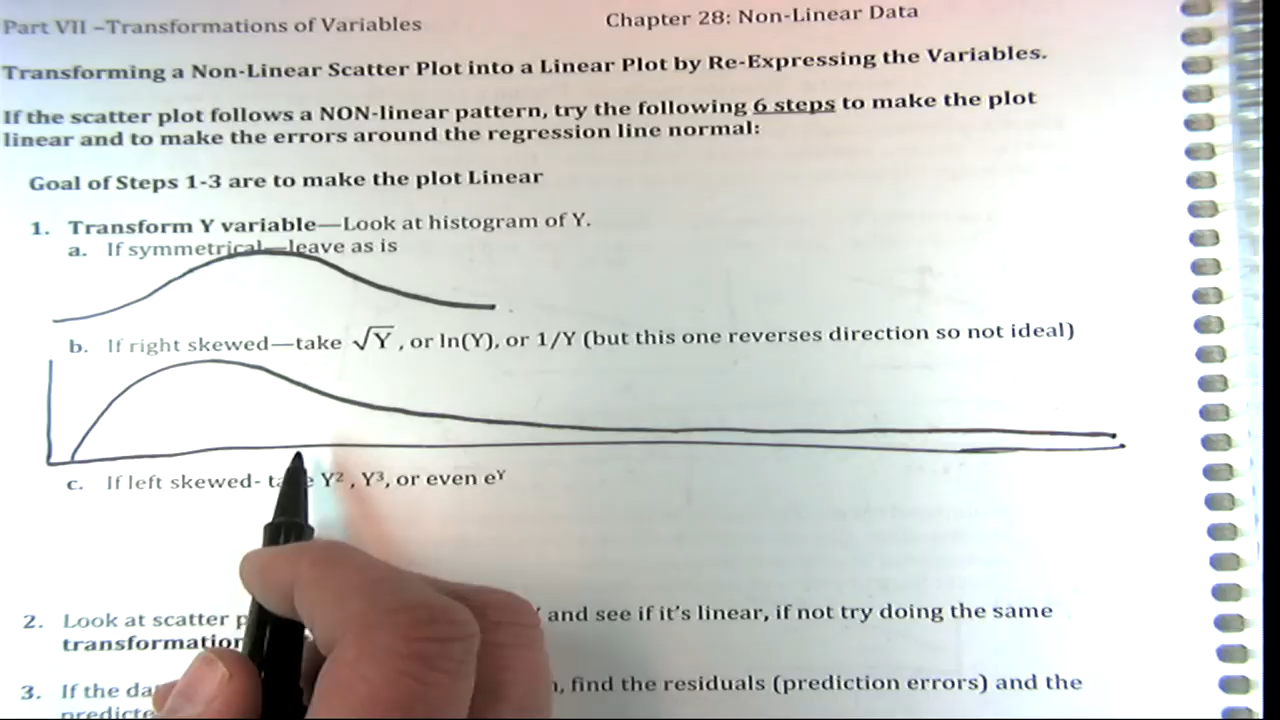 Part VII –Transformations of Variables Chapter 28: Non-Linear Data
Transforming a Non-Linear Scatter Plot into a Linear Plot by Re-Expressing the Variables.
If the scatter plot follows a NON-linear pattern, try the following 6 steps to make the plot
linear and to make the errors around the regression line normal:
Goal of Steps 1-3 are to make the plot Linear
1. Transform Y variable—Look at histogram of Y.
a. If symmetrical—leave as is
b. If right skewed—take √Y , or ln(Y), or 1/Y (but this one reverses direction so not ideal)
c. If left skewed- Y² , Y³, or even eʸ
2. Look at scatter and see if it's linear, if not try doing the same
transformation
3. If the find the residuals (prediction errors) and the